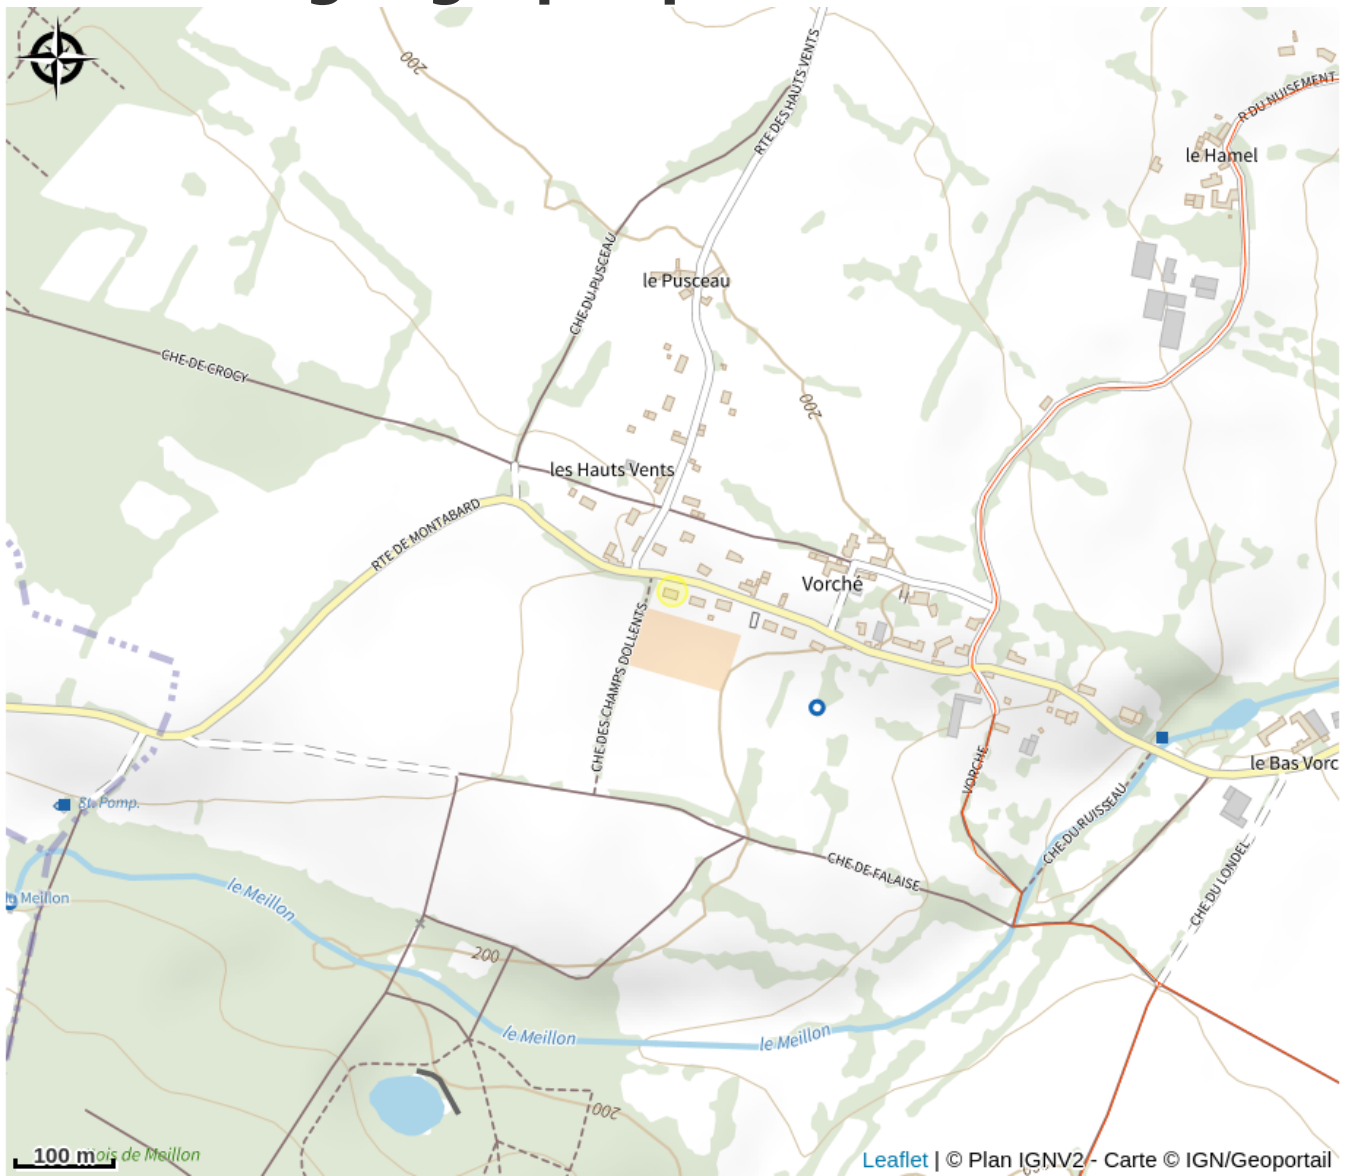 200
RTE DES HAUTS VENTS
R DU NUISEMENT
le Hamel
CHE DU PUSCEAU
le Pusceau
CHE DE CROCY
200
les Hauts Vents
RTE DE MONTABARD
Vorché
CHE DES CHAMPS DOLLENTS
VORCHE
le Bas Vorc
St. Pomp.
CHE DU RUISSEAU
CHE DE FALAISE
CHE DU LONDEL
le Meillon
Meillon
200
le Meillon
le Meillon
200
100 m
ois de Meillon
Leaflet | © Plan IGNV2 - Carte © IGN/Geoportail